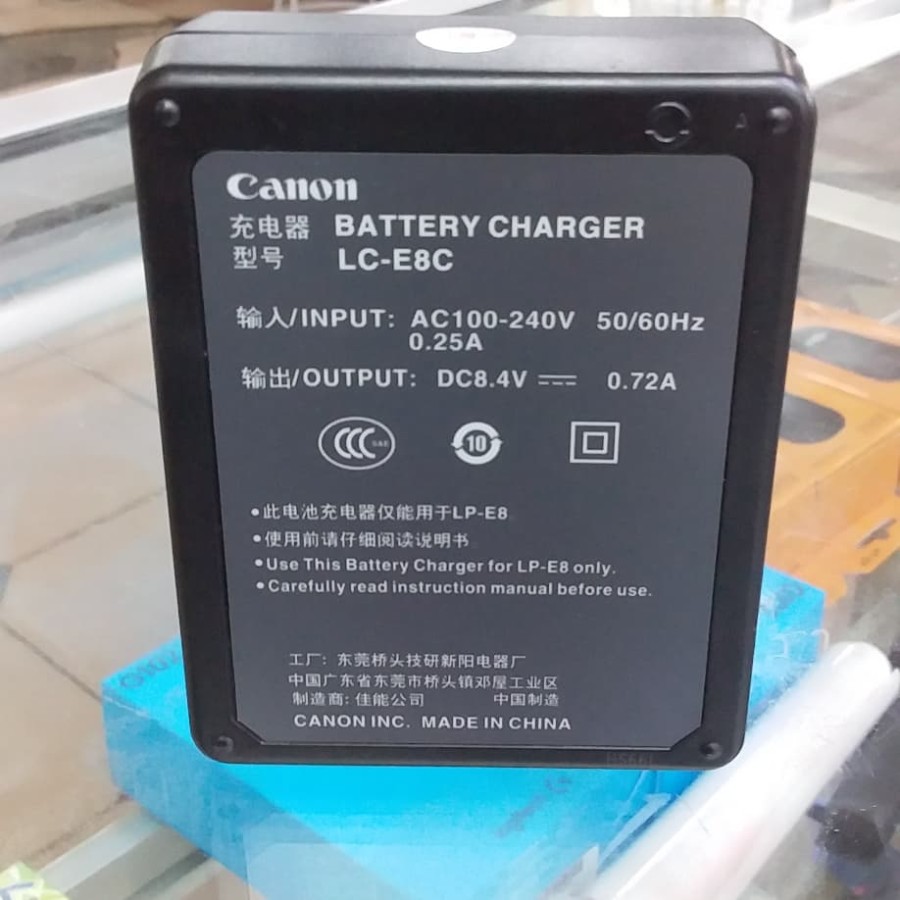 Canon
充电器 BATTERY CHARGER
型号 LC-E8C
输入/INPUT: AC100-240V 50/60Hz
0.25A
输出/OUTPUT: DC8.4V 0.72A
CCC S&E 10
•此电池充电器仅能用于LP-E8
•使用前请仔细阅读说明书
•Use This Battery Charger for LP-E8 only.
•Carefully read instruction manual before use.
工厂: 东莞桥头技研新阳电器厂
中国广东省东莞市桥头镇邓屋工业区
制造商: 佳能公司 中国制造
CANON INC. MADE IN CHINA